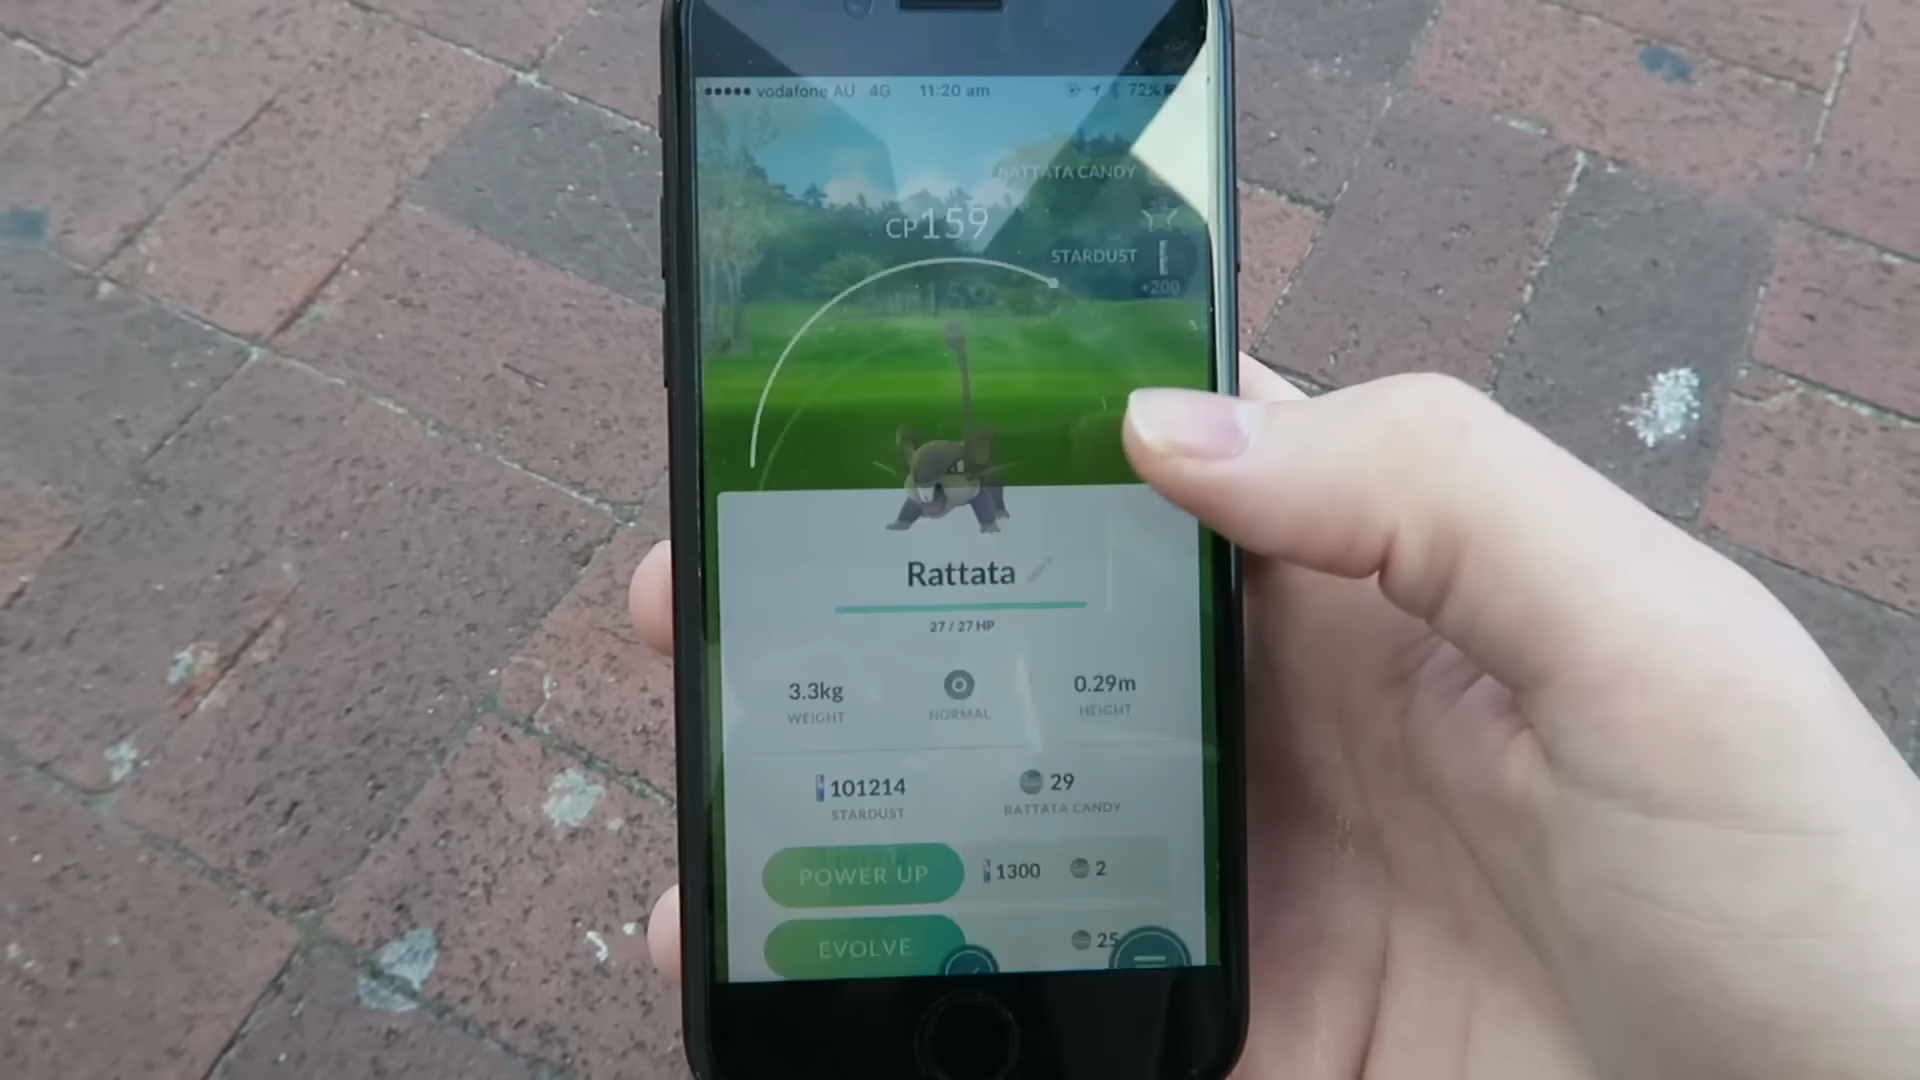 vodafone AU 4G 11:20 am 72%
RATTATA CANDY
CP159
STARDUST
+200
Rattata
27 / 27 HP
3.3kg
WEIGHT
NORMAL
0.29m
HEIGHT
101214
STARDUST
29
RATTATA CANDY
POWER UP 1300 2
EVOLVE 25